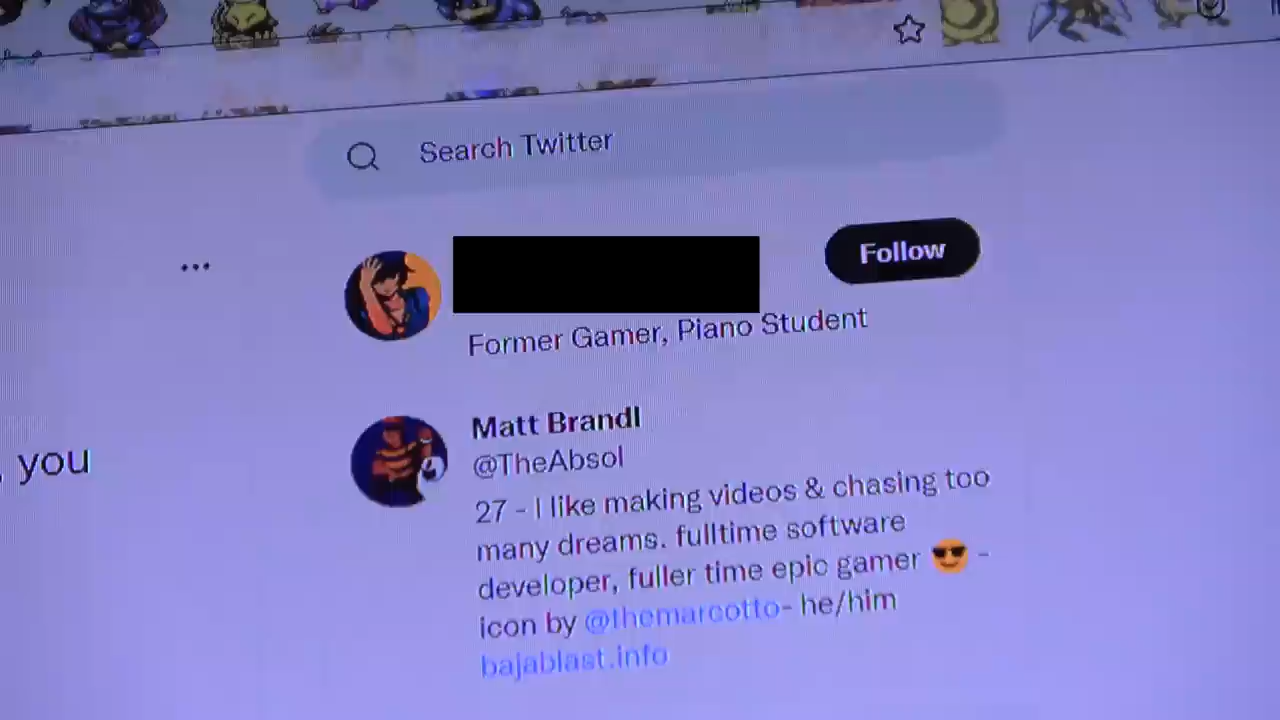 Search Twitter
...
Follow
Former Gamer, Piano Student
Matt Brandl
@TheAbsol
, you
27 - I like making videos & chasing too
many dreams. fulltime software
developer, fuller time epic gamer 😎 -
icon by @themarcotto- he/him
bajablast.info